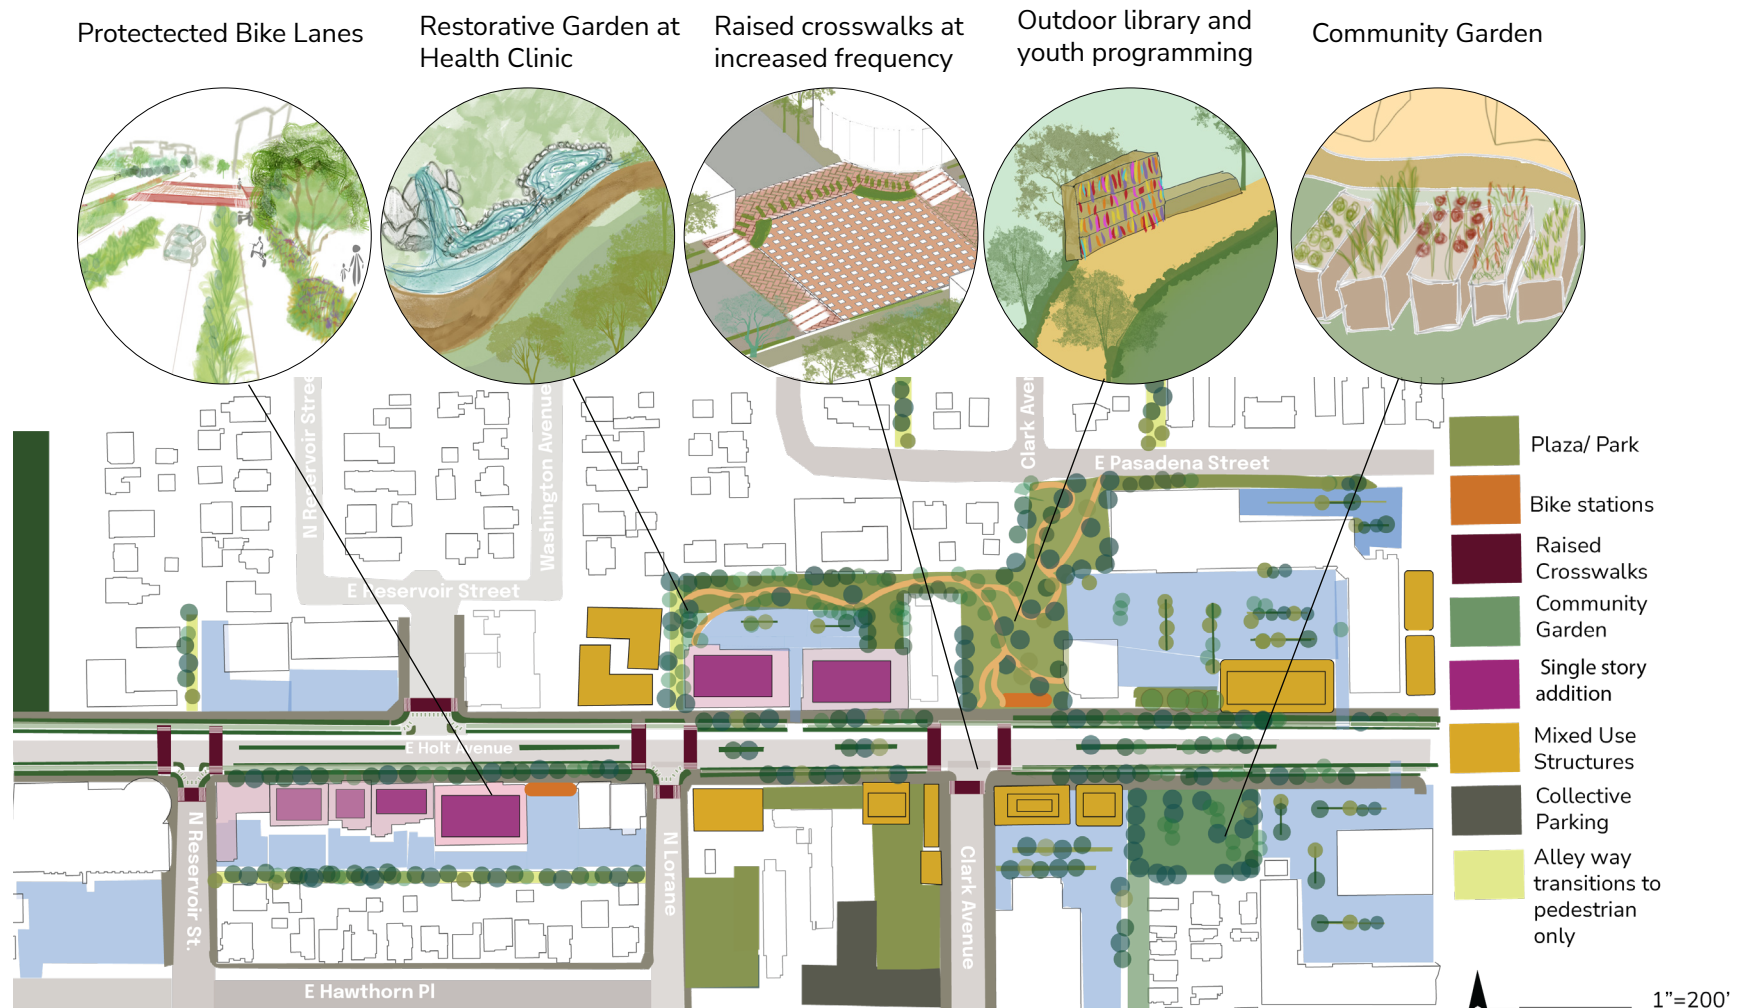 Protectected Bike Lanes
Restorative Garden at
Health Clinic
Raised crosswalks at
increased frequency
Outdoor library and
youth programming
Community Garden
N Reservoir Stree
Washington Avenue
Clark Aven
E Pasadena Street
E Reservoir Street
E Holt Avenue
N Reservoir St.
N Lorane
Clark Avenue
E Hawthorn Pl
Plaza/ Park
Bike stations
Raised
Crosswalks
Community
Garden
Single story
addition
Mixed Use
Structures
Collective
Parking
Alley way
transitions to
pedestrian
only
1”=200’